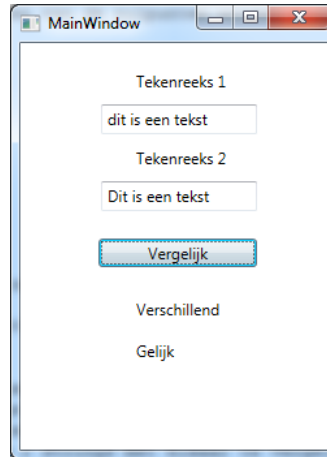 MainWindow
Tekenreeks 1
dit is een tekst
Tekenreeks 2
Dit is een tekst
Vergelijk
Verschillend
Gelijk